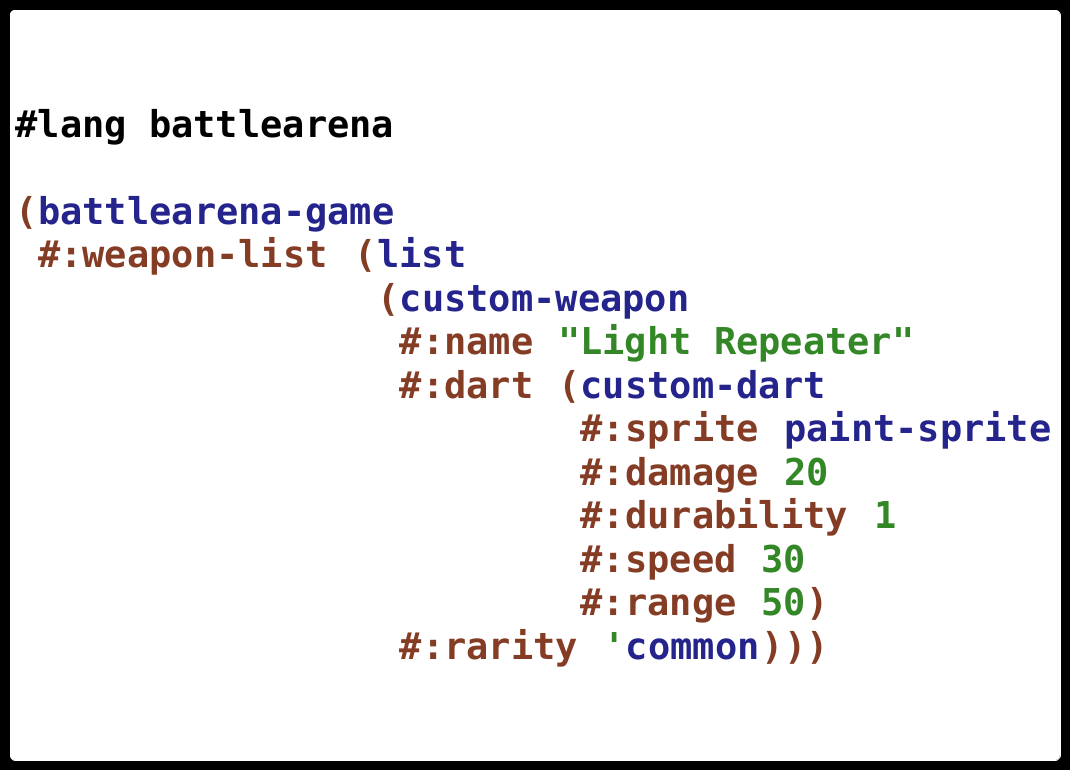 #lang battlearena
(battlearena-game
 #:weapon-list (list
                (custom-weapon
                 #:name "Light Repeater"
                 #:dart (custom-dart
                         #:sprite paint-sprite
                         #:damage 20
                         #:durability 1
                         #:speed 30
                         #:range 50)
                 #:rarity 'common)))